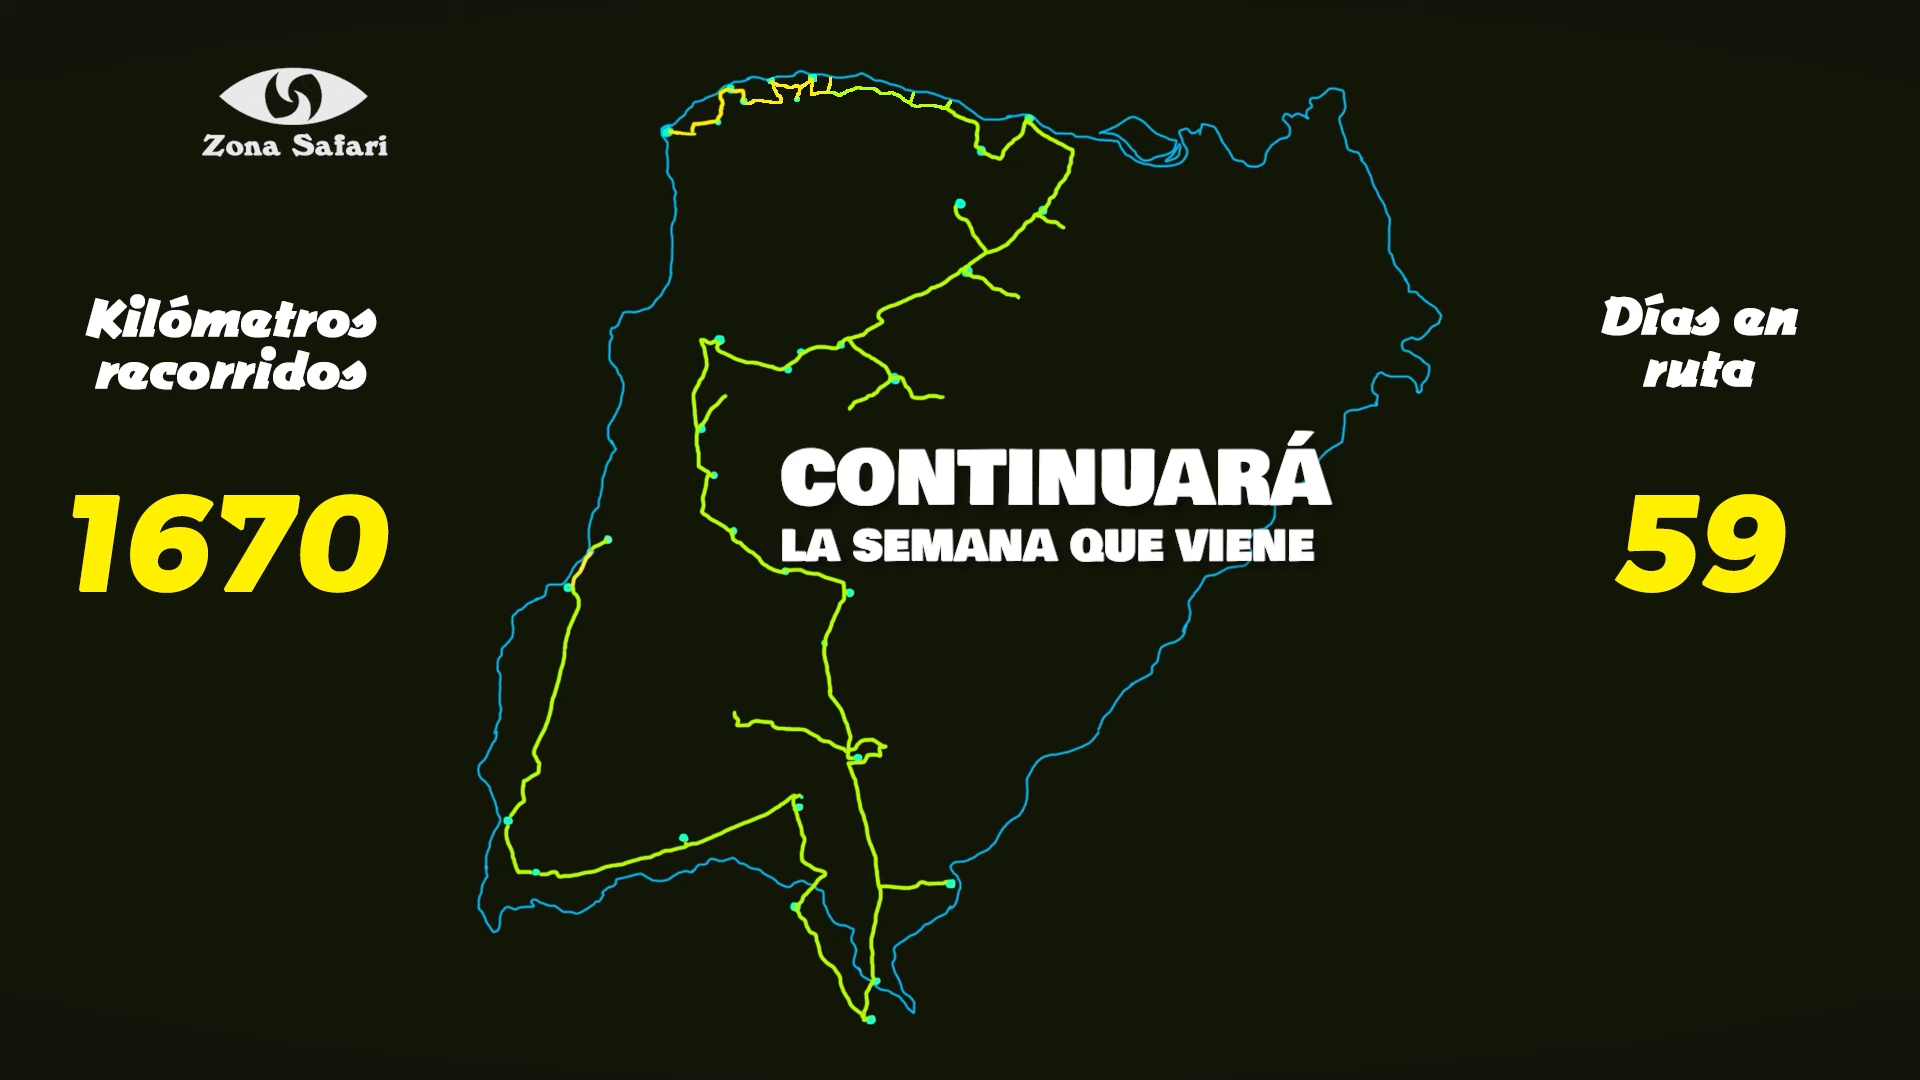 Zona Safari
Kilómetros
recorridos
1670
CONTINUARÁ
LA SEMANA QUE VIENE
Días en
ruta
59